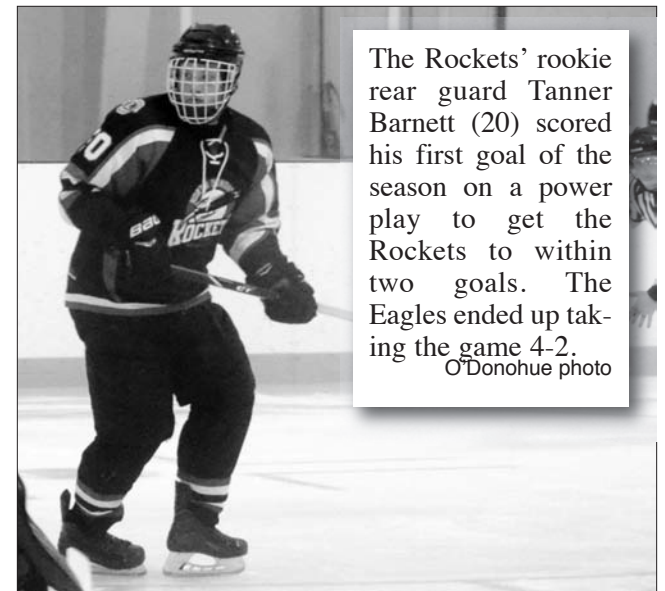 The Rockets’ rookie
rear guard Tanner
Barnett (20) scored
his first goal of the
season on a power
play to get the
Rockets to within
two goals. The
Eagles ended up tak-
ing the game 4-2.
O’Donohue photo